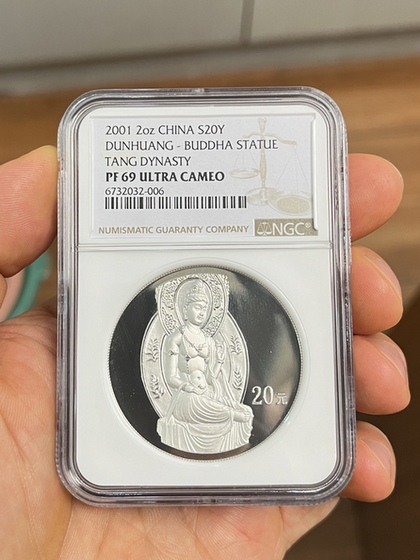 2001 2oz CHINA S20Y
DUNHUANG - BUDDHA STATUE
TANG DYNASTY
PF 69 ULTRA CAMEO
6732032-006
NUMISMATIC GUARANTY COMPANY NGC
20元